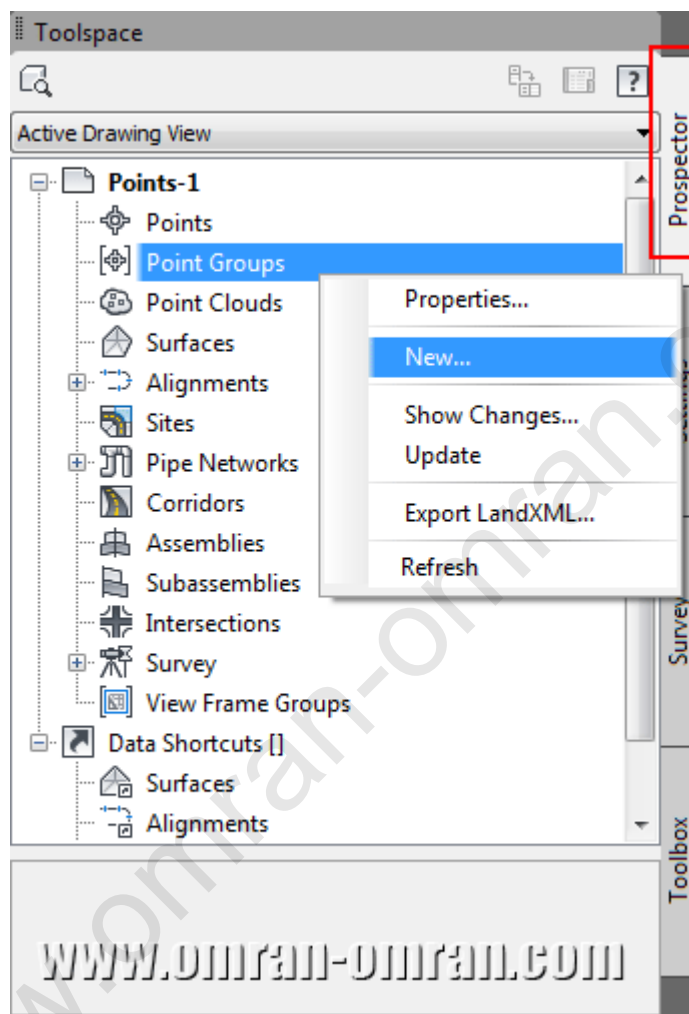 Toolspace
?
Active Drawing View
Prospector
Points-1
Points
Point Groups
Point Clouds
Surfaces
Alignments
Sites
Pipe Networks
Corridors
Assemblies
Subassemblies
Intersections
Survey
View Frame Groups
Data Shortcuts []
Surfaces
Alignments
Properties...
New...
Show Changes...
Update
Export LandXML...
Refresh
Survey
Toolbox
www.omran-omran.com